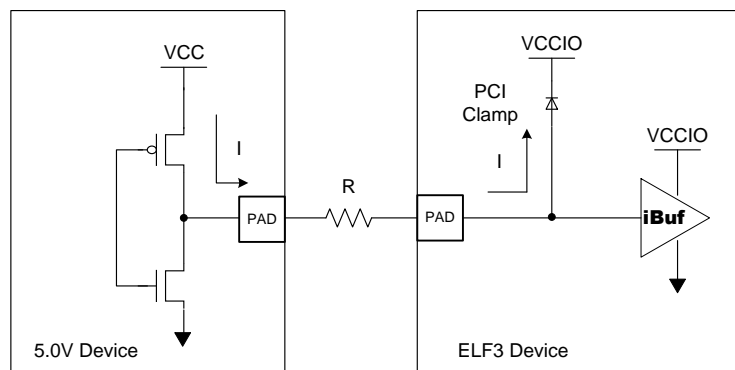 VCC
I
PAD
5.0V Device
R
VCCIO
PCI
Clamp
I
PAD
VCCIO
iBuf
ELF3 Device